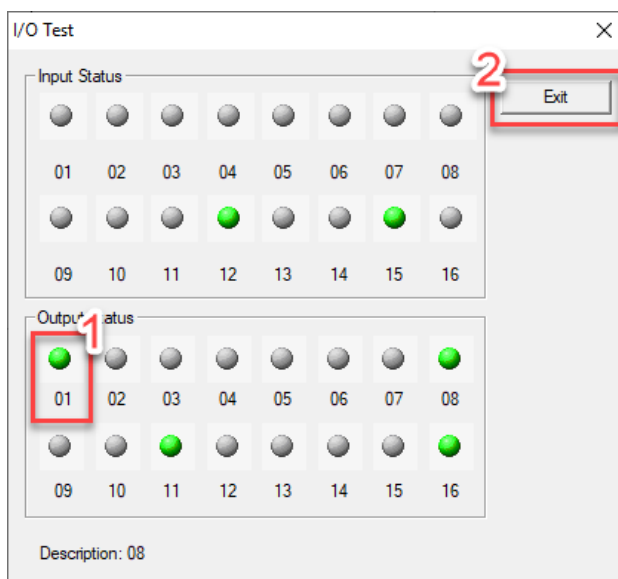 I/O Test
Input Status
2
Exit
01 02 03 04 05 06 07 08
09 10 11 12 13 14 15 16
Output
1
01 02 03 04 05 06 07 08
09 10 11 12 13 14 15 16
Description: 08